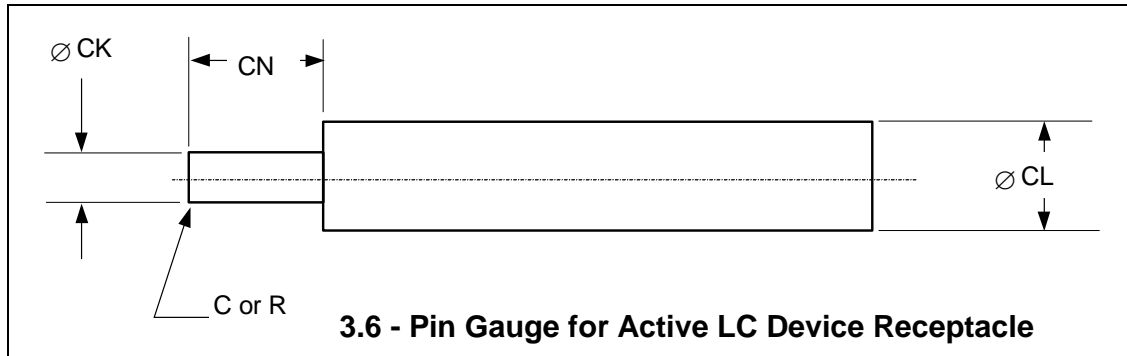 ∅ CK
CN
∅ CL
C or R
3.6 - Pin Gauge for Active LC Device Receptacle